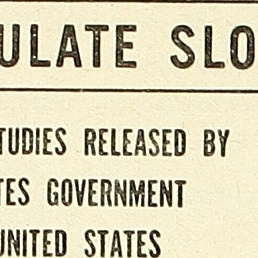 ULATE SLO
TUDIES RELEASED BY
TES GOVERNMENT
UNITED STATES